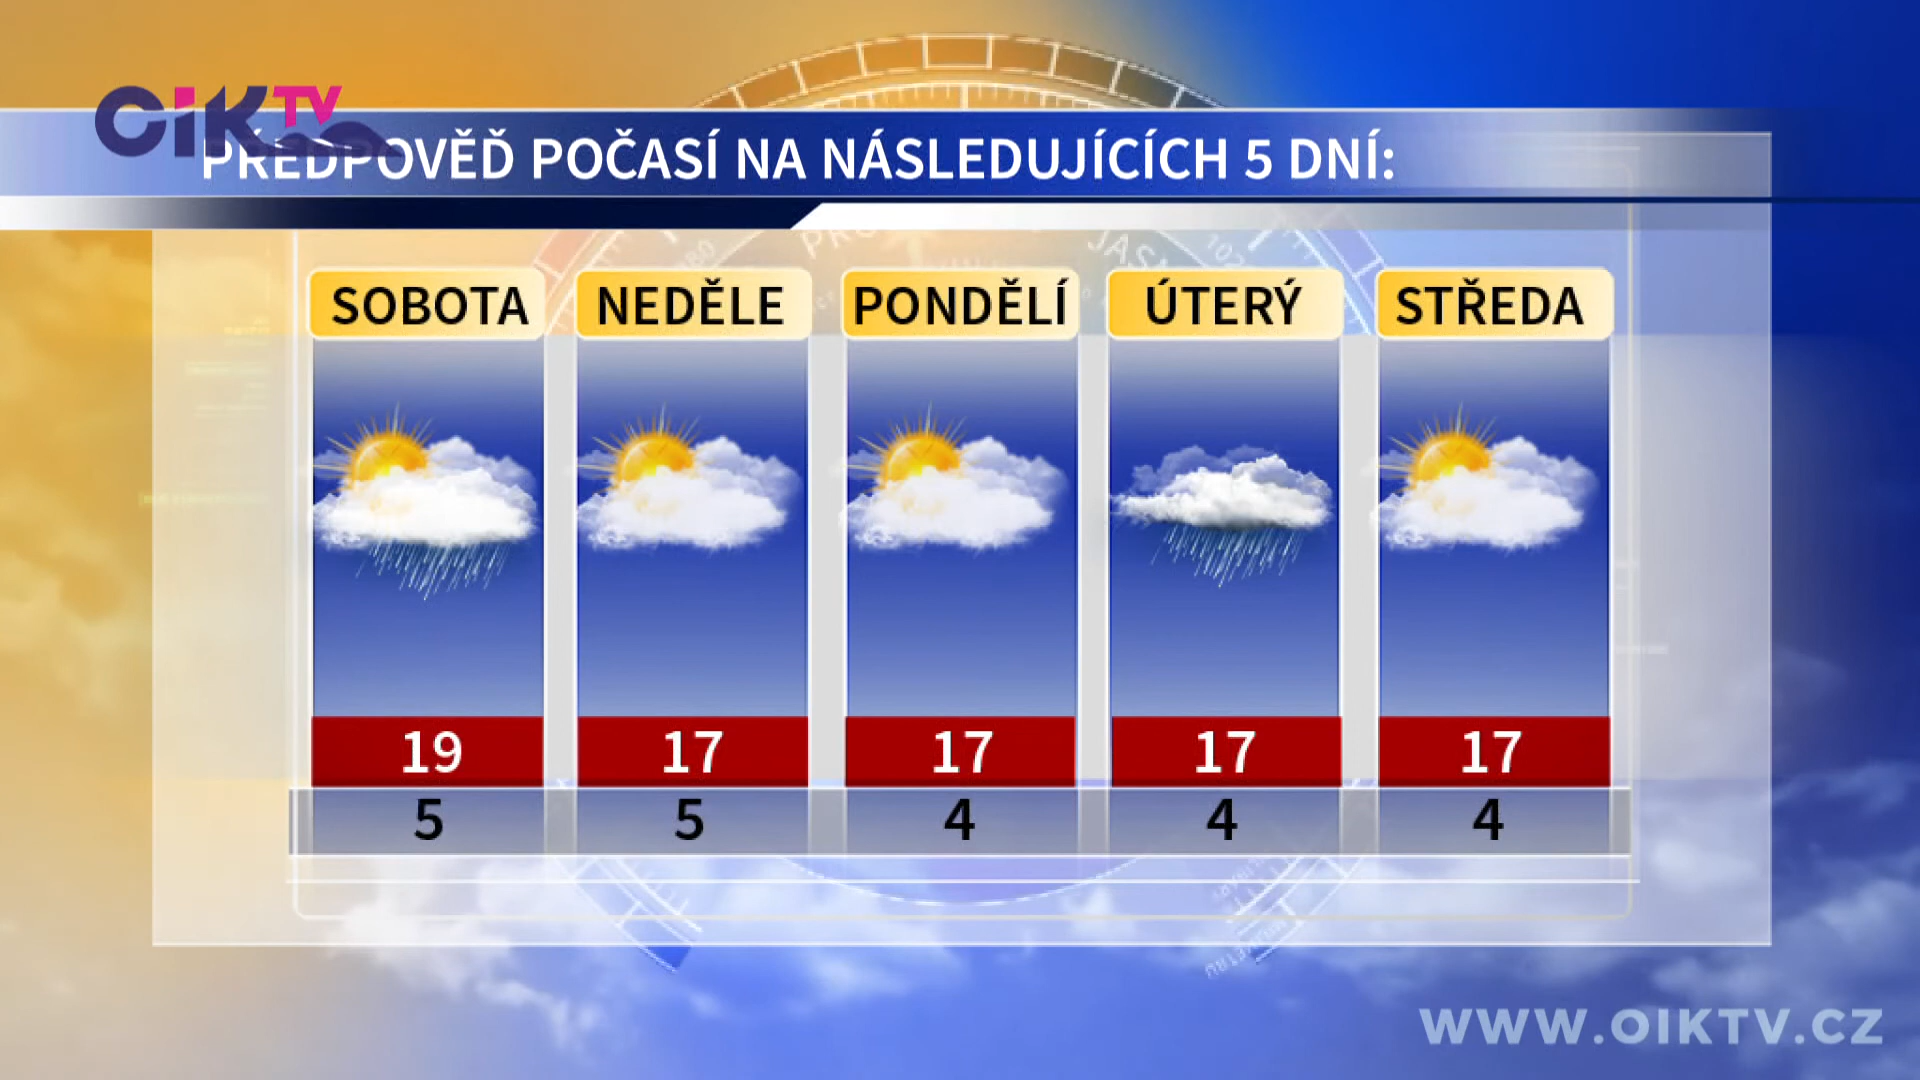 OIK TV
PŘEDPOVĚĎ POČASÍ NA NÁSLEDUJÍCÍCH 5 DNÍ:
SOBOTA NEDĚLE PONDĚLÍ ÚTERÝ STŘEDA
19 17 17 17 17
5 5 4 4 4
WWW.OIKTV.CZ